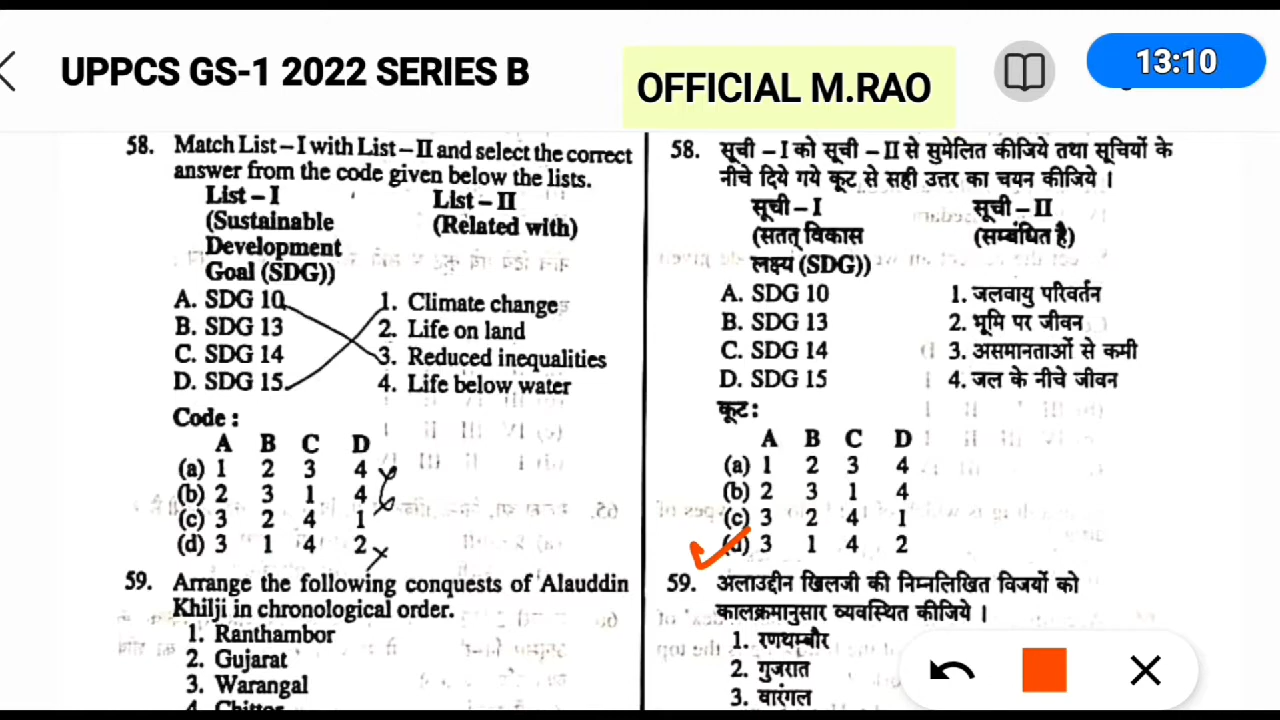 UPPCS GS-1 2022 SERIES B
OFFICIAL M.RAO
13:10
58. Match List – I with List – II and select the correct
answer from the code given below the lists.
List – I List – II
(Sustainable (Related with)
Development
Goal (SDG))
A. SDG 10 1. Climate change
B. SDG 13 2. Life on land
C. SDG 14 3. Reduced inequalities
D. SDG 15 4. Life below water
Code :
A B C D
(a) 1 2 3 4
(b) 2 3 1 4
(c) 3 2 4 1
(d) 3 1 4 2
59. Arrange the following conquests of Alauddin
Khilji in chronological order.
1. Ranthambor
2. Gujarat
3. Warangal
4. Chittor
58. सूची – I को सूची – II से सुमेलित कीजिये तथा सूचियों के
नीचे दिये गये कूट से सही उत्तर का चयन कीजिये ।
सूची – I सूची – II
(सतत् विकास (सम्बंधित है)
लक्ष्य (SDG))
A. SDG 10 1. जलवायु परिवर्तन
B. SDG 13 2. भूमि पर जीवन
C. SDG 14 3. असमानताओं से कमी
D. SDG 15 4. जल के नीचे जीवन
कूट :
A B C D
(a) 1 2 3 4
(b) 2 3 1 4
(c) 3 2 4 1
(d) 3 1 4 2
59. अलाउद्दीन खिलजी की निम्नलिखित विजयों को
कालक्रमानुसार व्यवस्थित कीजिये ।
1. रणथम्बौर
2. गुजरात
3. वारंगल